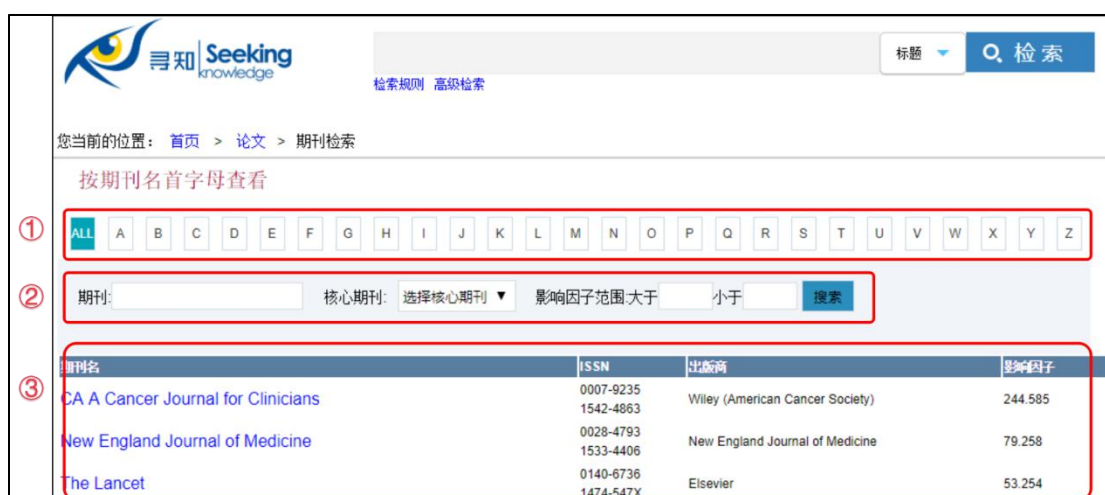 寻知 Seeking knowledge
标题 检索
检索规则 高级检索
您当前的位置： 首页 > 论文 > 期刊检索
按期刊名首字母查看
① ALL A B C D E F G H I J K L M N O P Q R S T U V W X Y Z
② 期刊: 核心期刊: 选择核心期刊 影响因子范围:大于 小于 搜索
③ 期刊名 ISSN 出版商 影响因子
CA A Cancer Journal for Clinicians 0007-9235 Wiley (American Cancer Society) 244.585
1542-4863
New England Journal of Medicine 0028-4793 New England Journal of Medicine 79.258
1533-4406
The Lancet 0140-6736 Elsevier 53.254
1474-547X